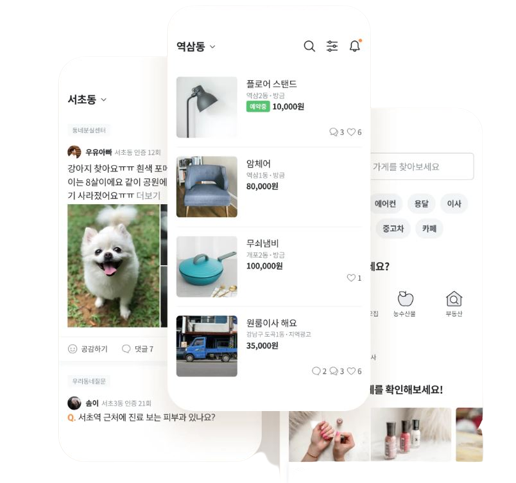 서초동
동네분실센터
우유아빠 서초동 인증 12회
강아지 찾아요ㅠㅠ 흰색 포메
이는 8살이에요 같이 공원에
기 사라졌어요ㅠㅠ 더보기
공감하기 댓글 7
우리동네질문
송이 서초3동 인증 21회
Q. 서초역 근처에 진료 보는 피부과 있나요?
역삼동
플로어 스탠드
역삼2동 · 방금
예약중 10,000원
3 6
암체어
역삼1동 · 방금
80,000원
무쇠냄비
개포2동 · 방금
100,000원
1
원룸이사 해요
강남구 도곡1동 · 지역광고
35,000원
2 3 6
가게를 찾아보세요
에어컨 용달 이사
중고차 카페
세요?
농수산물 부동산
사
를 확인해보세요!